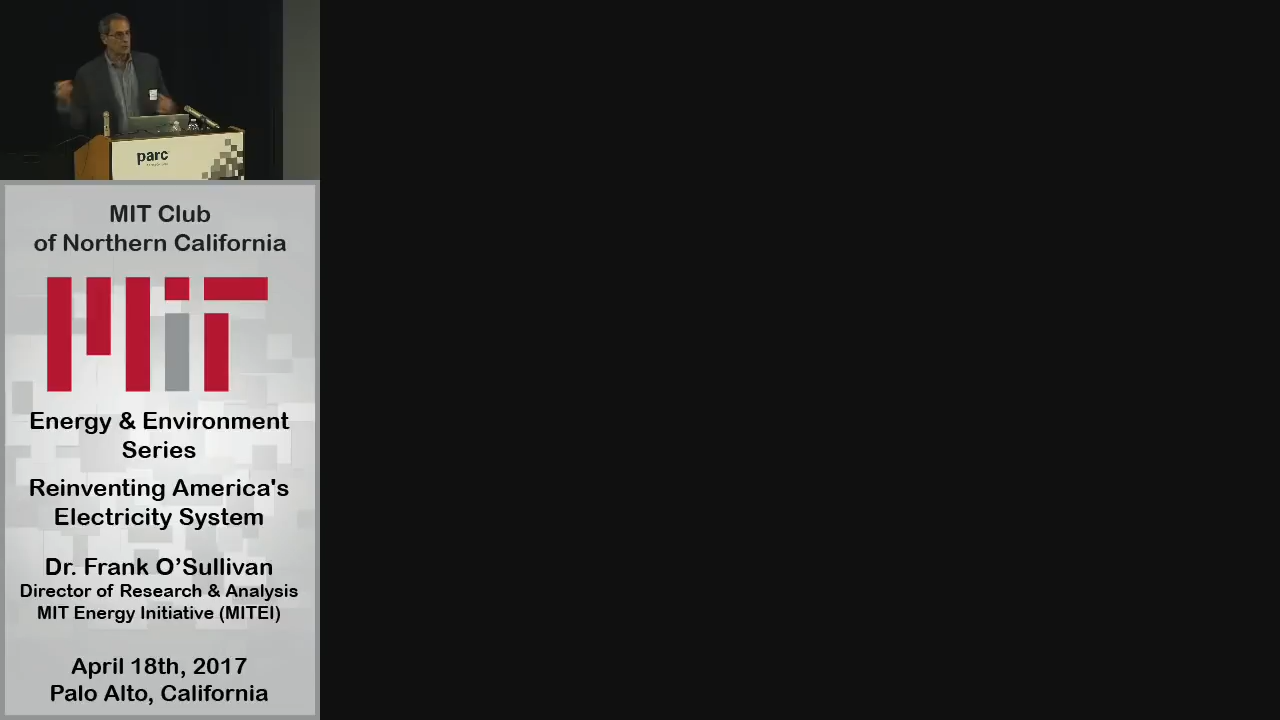 parc
MIT Club
of Northern California
MiT
Energy & Environment
Series
Reinventing America's
Electricity System
Dr. Frank O’Sullivan
Director of Research & Analysis
MIT Energy Initiative (MITEI)
April 18th, 2017
Palo Alto, California